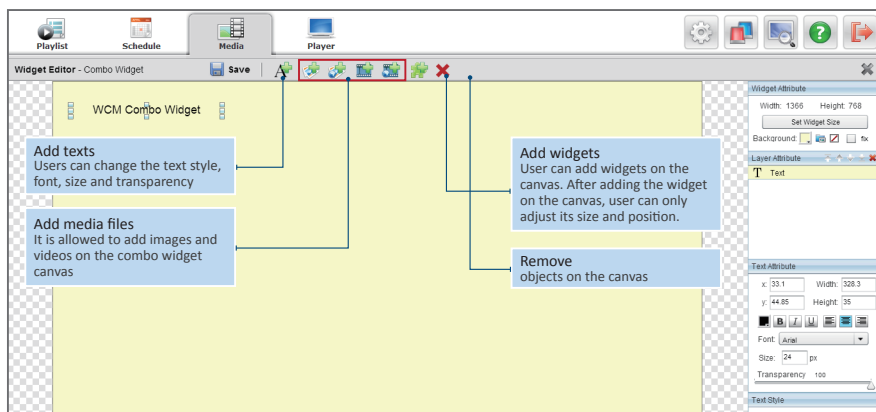 Playlist
Schedule
Media
Player
Widget Editor - Combo Widget
Save
WCM Combo Widget
Add texts
Users can change the text style,
font, size and transparency
Add media files
It is allowed to add images and
videos on the combo widget
canvas
Add widgets
User can add widgets on the
canvas. After adding the widget
on the canvas, user can only
adjust its size and position.
Remove
objects on the canvas
Widget Attribute
Width: 1366 Height: 768
Set Widget Size
Background: fix
Layer Attribute
T Text
Text Attribute
x: 33.1 Width: 328.3
y: 44.85 Height: 35
B I U
Font: Arial
Size: 24 px
Transparency 100
Text Style